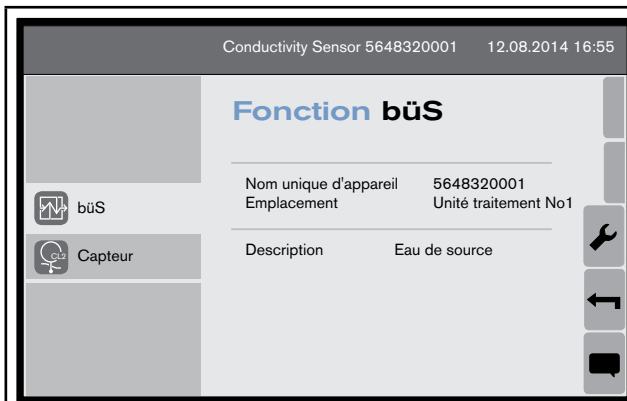 Conductivity Sensor 5648320001 12.08.2014 16:55
Fonction büS
Nom unique d'appareil 5648320001
Emplacement Unité traitement No1
büS
Description Eau de source
CL2 Capteur